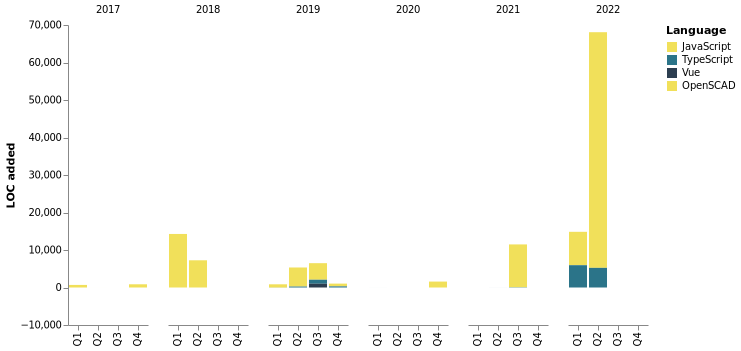 2017 2018 2019 2020 2021 2022
Language
JavaScript
TypeScript
Vue
OpenSCAD
LOC added
70,000
60,000
50,000
40,000
30,000
20,000
10,000
0
−10,000
Q1 Q2 Q3 Q4 Q1 Q2 Q3 Q4 Q1 Q2 Q3 Q4 Q1 Q2 Q3 Q4 Q1 Q2 Q3 Q4 Q1 Q2 Q3 Q4